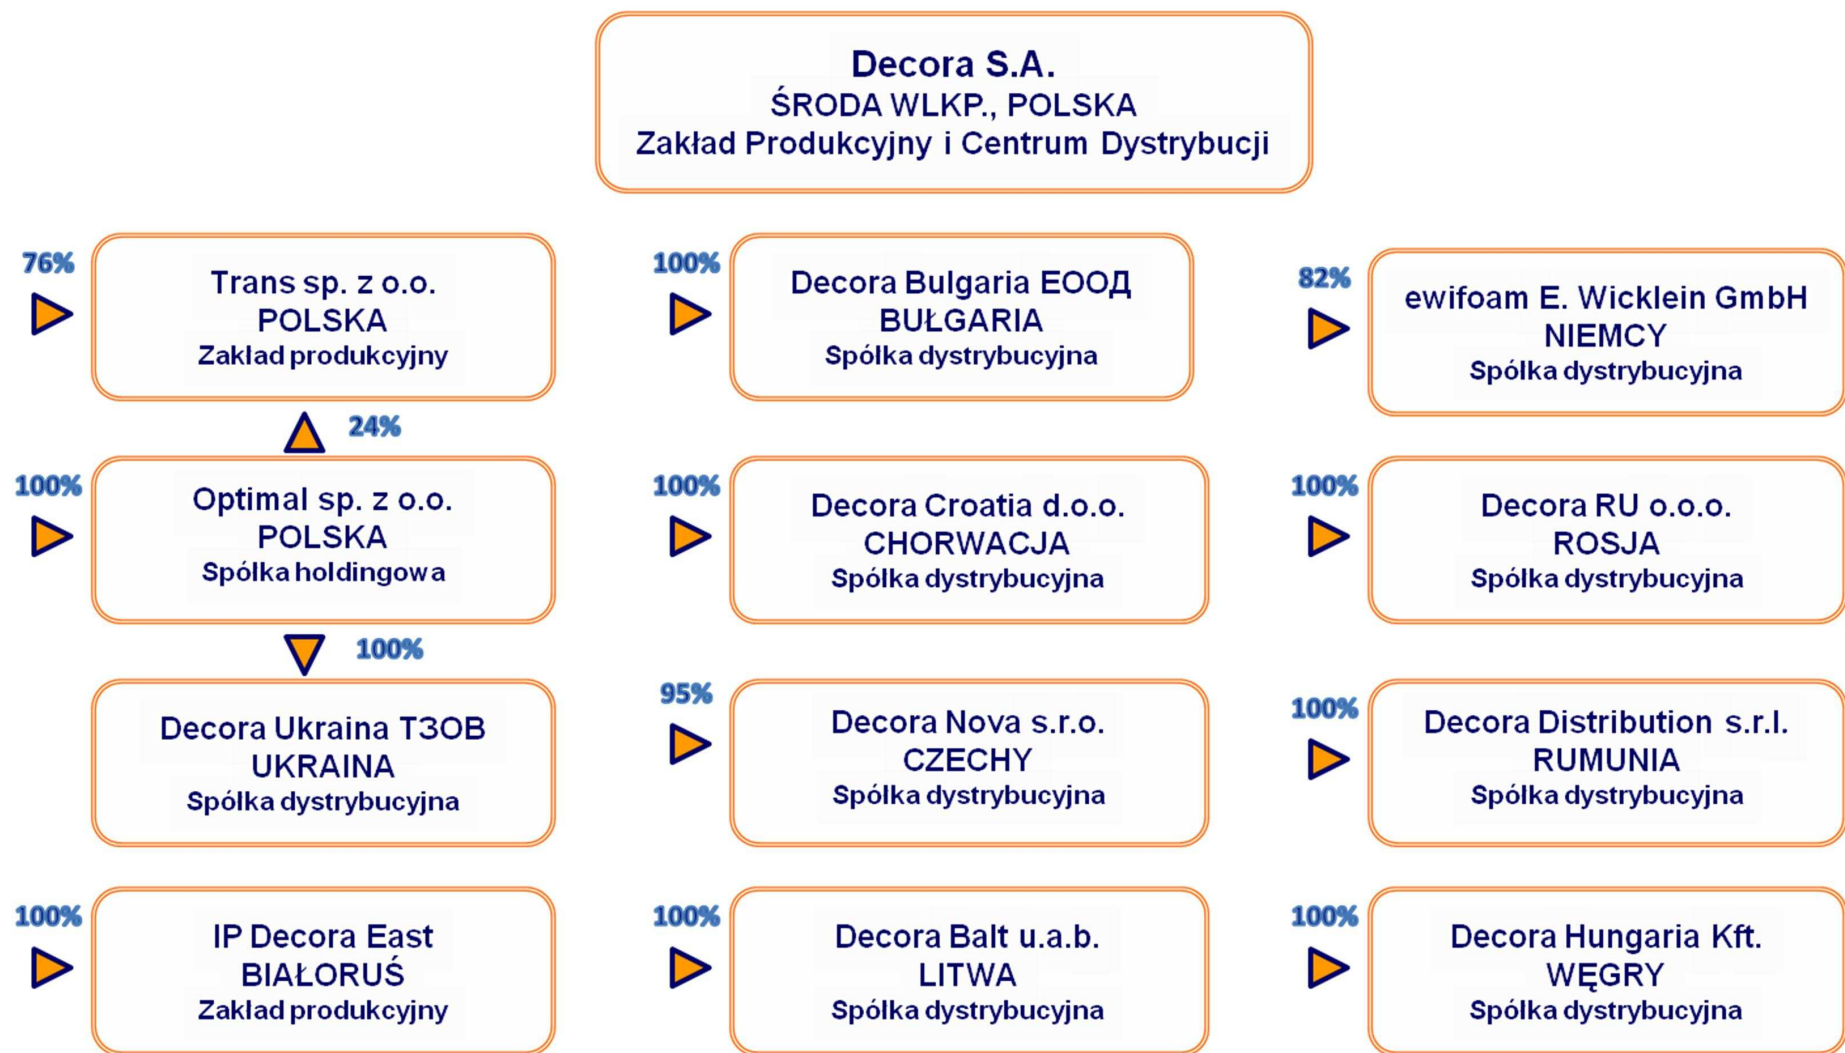 Decora S.A.
ŚRODA WLKP., POLSKA
Zakład Produkcyjny i Centrum Dystrybucji
76%
Trans sp. z o.o.
POLSKA
Zakład produkcyjny
100%
Decora Bulgaria ЕООД
BUŁGARIA
Spółka dystrybucyjna
82%
ewifoam E. Wicklein GmbH
NIEMCY
Spółka dystrybucyjna
24%
100%
Optimal sp. z o.o.
POLSKA
Spółka holdingowa
100%
Decora Croatia d.o.o.
CHORWACJA
Spółka dystrybucyjna
100%
Decora RU o.o.o.
ROSJA
Spółka dystrybucyjna
100%
Decora Ukraina ТЗОВ
UKRAINA
Spółka dystrybucyjna
95%
Decora Nova s.r.o.
CZECHY
Spółka dystrybucyjna
100%
Decora Distribution s.r.l.
RUMUNIA
Spółka dystrybucyjna
100%
IP Decora East
BIAŁORUŚ
Zakład produkcyjny
100%
Decora Balt u.a.b.
LITWA
Spółka dystrybucyjna
100%
Decora Hungaria Kft.
WĘGRY
Spółka dystrybucyjna